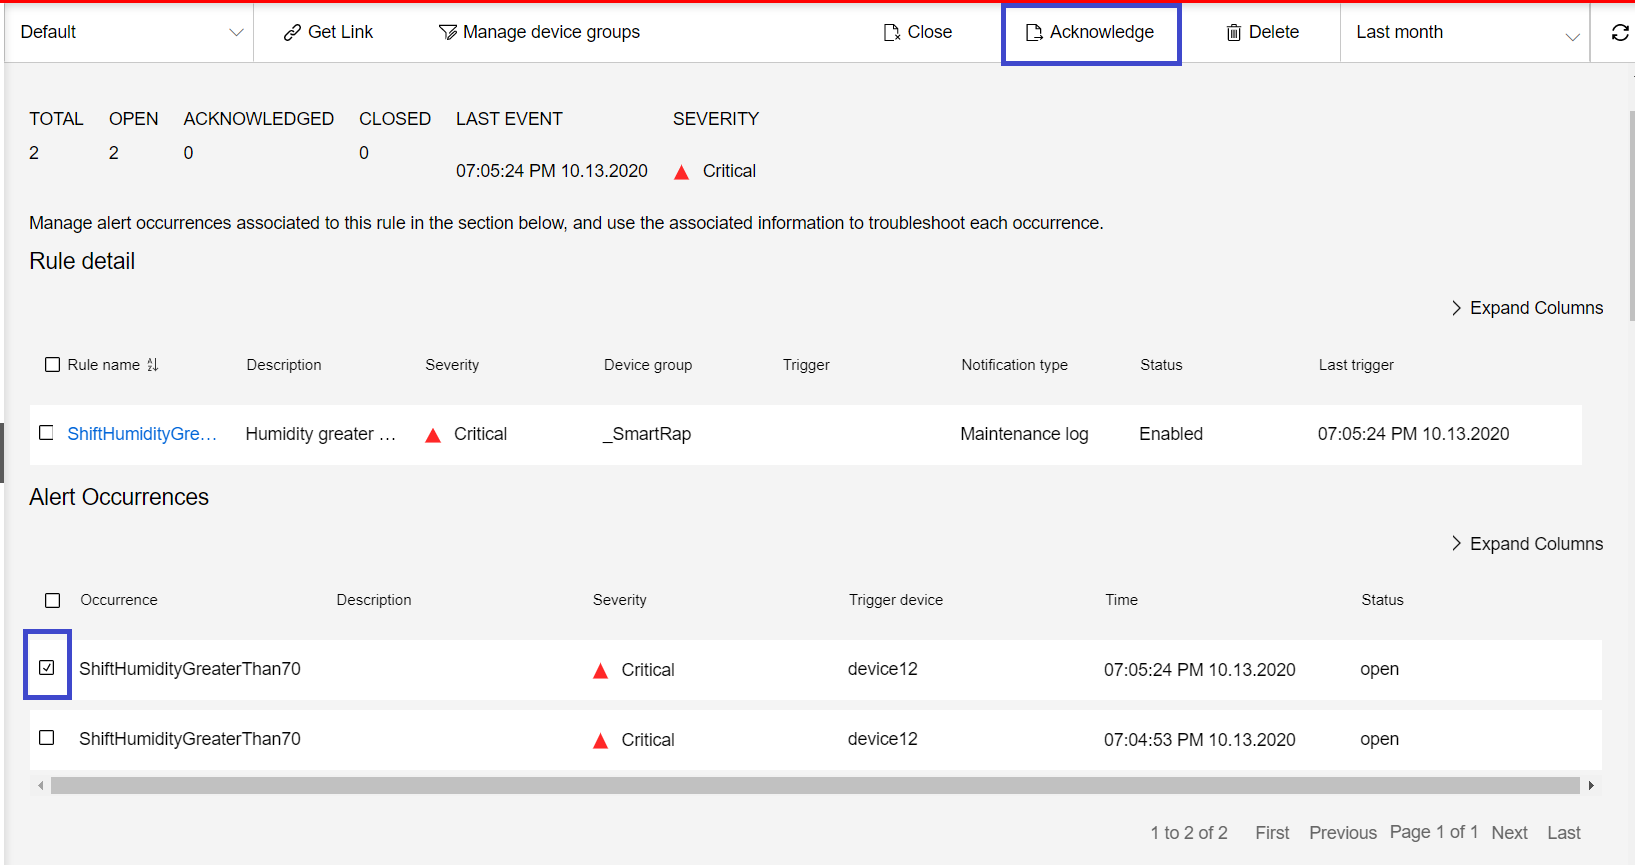 Default Get Link Manage device groups Close Acknowledge Delete Last month
TOTAL OPEN ACKNOWLEDGED CLOSED LAST EVENT SEVERITY
2 2 0 0
07:05:24 PM 10.13.2020 Critical
Manage alert occurrences associated to this rule in the section below, and use the associated information to troubleshoot each occurrence.
Rule detail
Expand Columns
Rule name Description Severity Device group Trigger Notification type Status Last trigger
ShiftHumidityGre... Humidity greater ... Critical _SmartRap Maintenance log Enabled 07:05:24 PM 10.13.2020
Alert Occurrences
Expand Columns
Occurrence Description Severity Trigger device Time Status
ShiftHumidityGreaterThan70 Critical device12 07:05:24 PM 10.13.2020 open
ShiftHumidityGreaterThan70 Critical device12 07:04:53 PM 10.13.2020 open
1 to 2 of 2 First Previous Page 1 of 1 Next Last